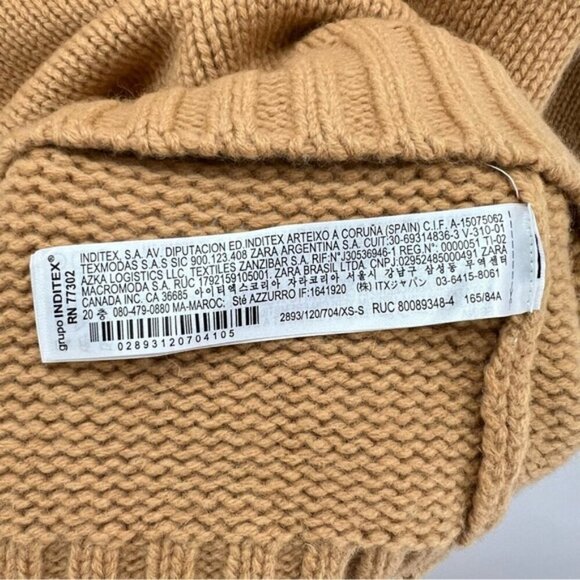 grupo INDITEX®
RN 77302
INDITEX, S.A. AV. DIPUTACION ED.INDITEX ARTEIXO A CORUÑA (SPAIN) C.I.F. A-15075062
TEXMODAS S.A.S SIC 900.123.408 ZARA ARGENTINA S.A. CUIT:30-69314836-3 V-310-01
AZKA LOGISTICS LLC, TEXTILES ZANZIBAR S.A. RIF:N°J30536946-1 REG.N°: 0000051 TI-02
MACROMODA S.A. RÚC 1792159105001. ZARA BRASIL LTDA. CNPJ:02952485000491 ZARA
CANADA INC. CA 36685 아이티엑스코리아 자라코리아 서울시 강남구 삼성동 무역센터
20 층 080-479-0880 MA-MAROC: Sté AZZURRO IF:1641920 (株) ITXジャパン 03-6415-8061
2893/120/704/XS-S RUC 80089348-4 165/84A
02893120704105